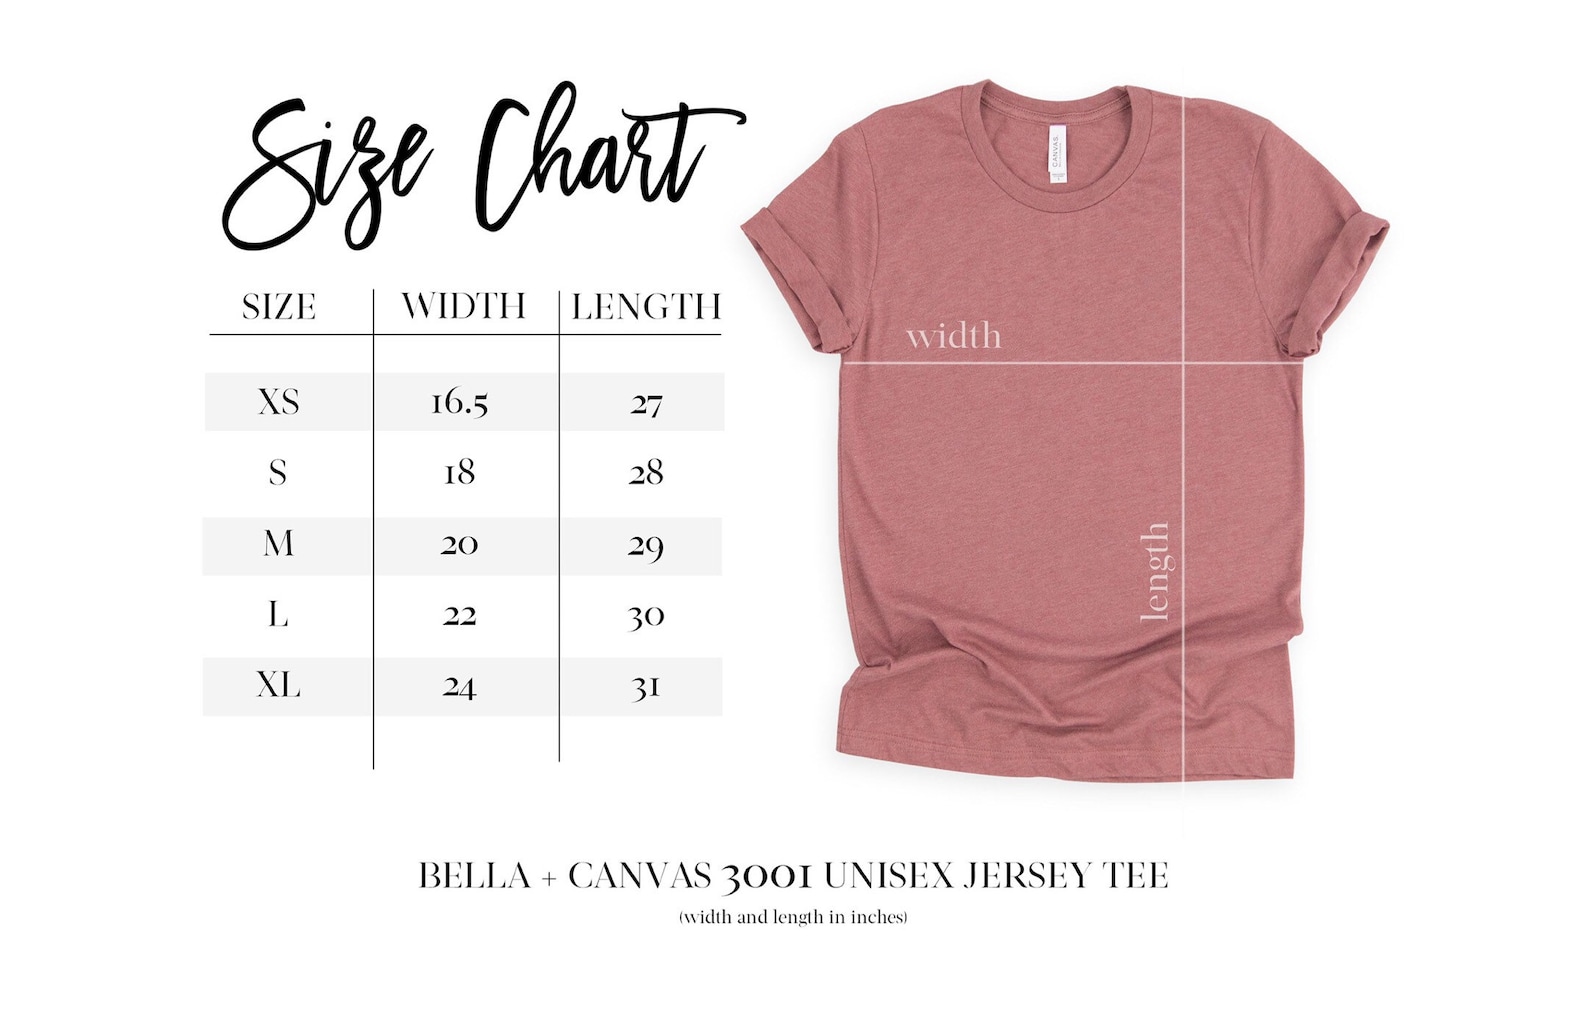 Size Chart
SIZE WIDTH LENGTH
XS 16.5 27
S 18 28
M 20 29
L 22 30
XL 24 31
CANVAS.
width
length
BELLA + CANVAS 3001 UNISEX JERSEY TEE
(width and length in inches)